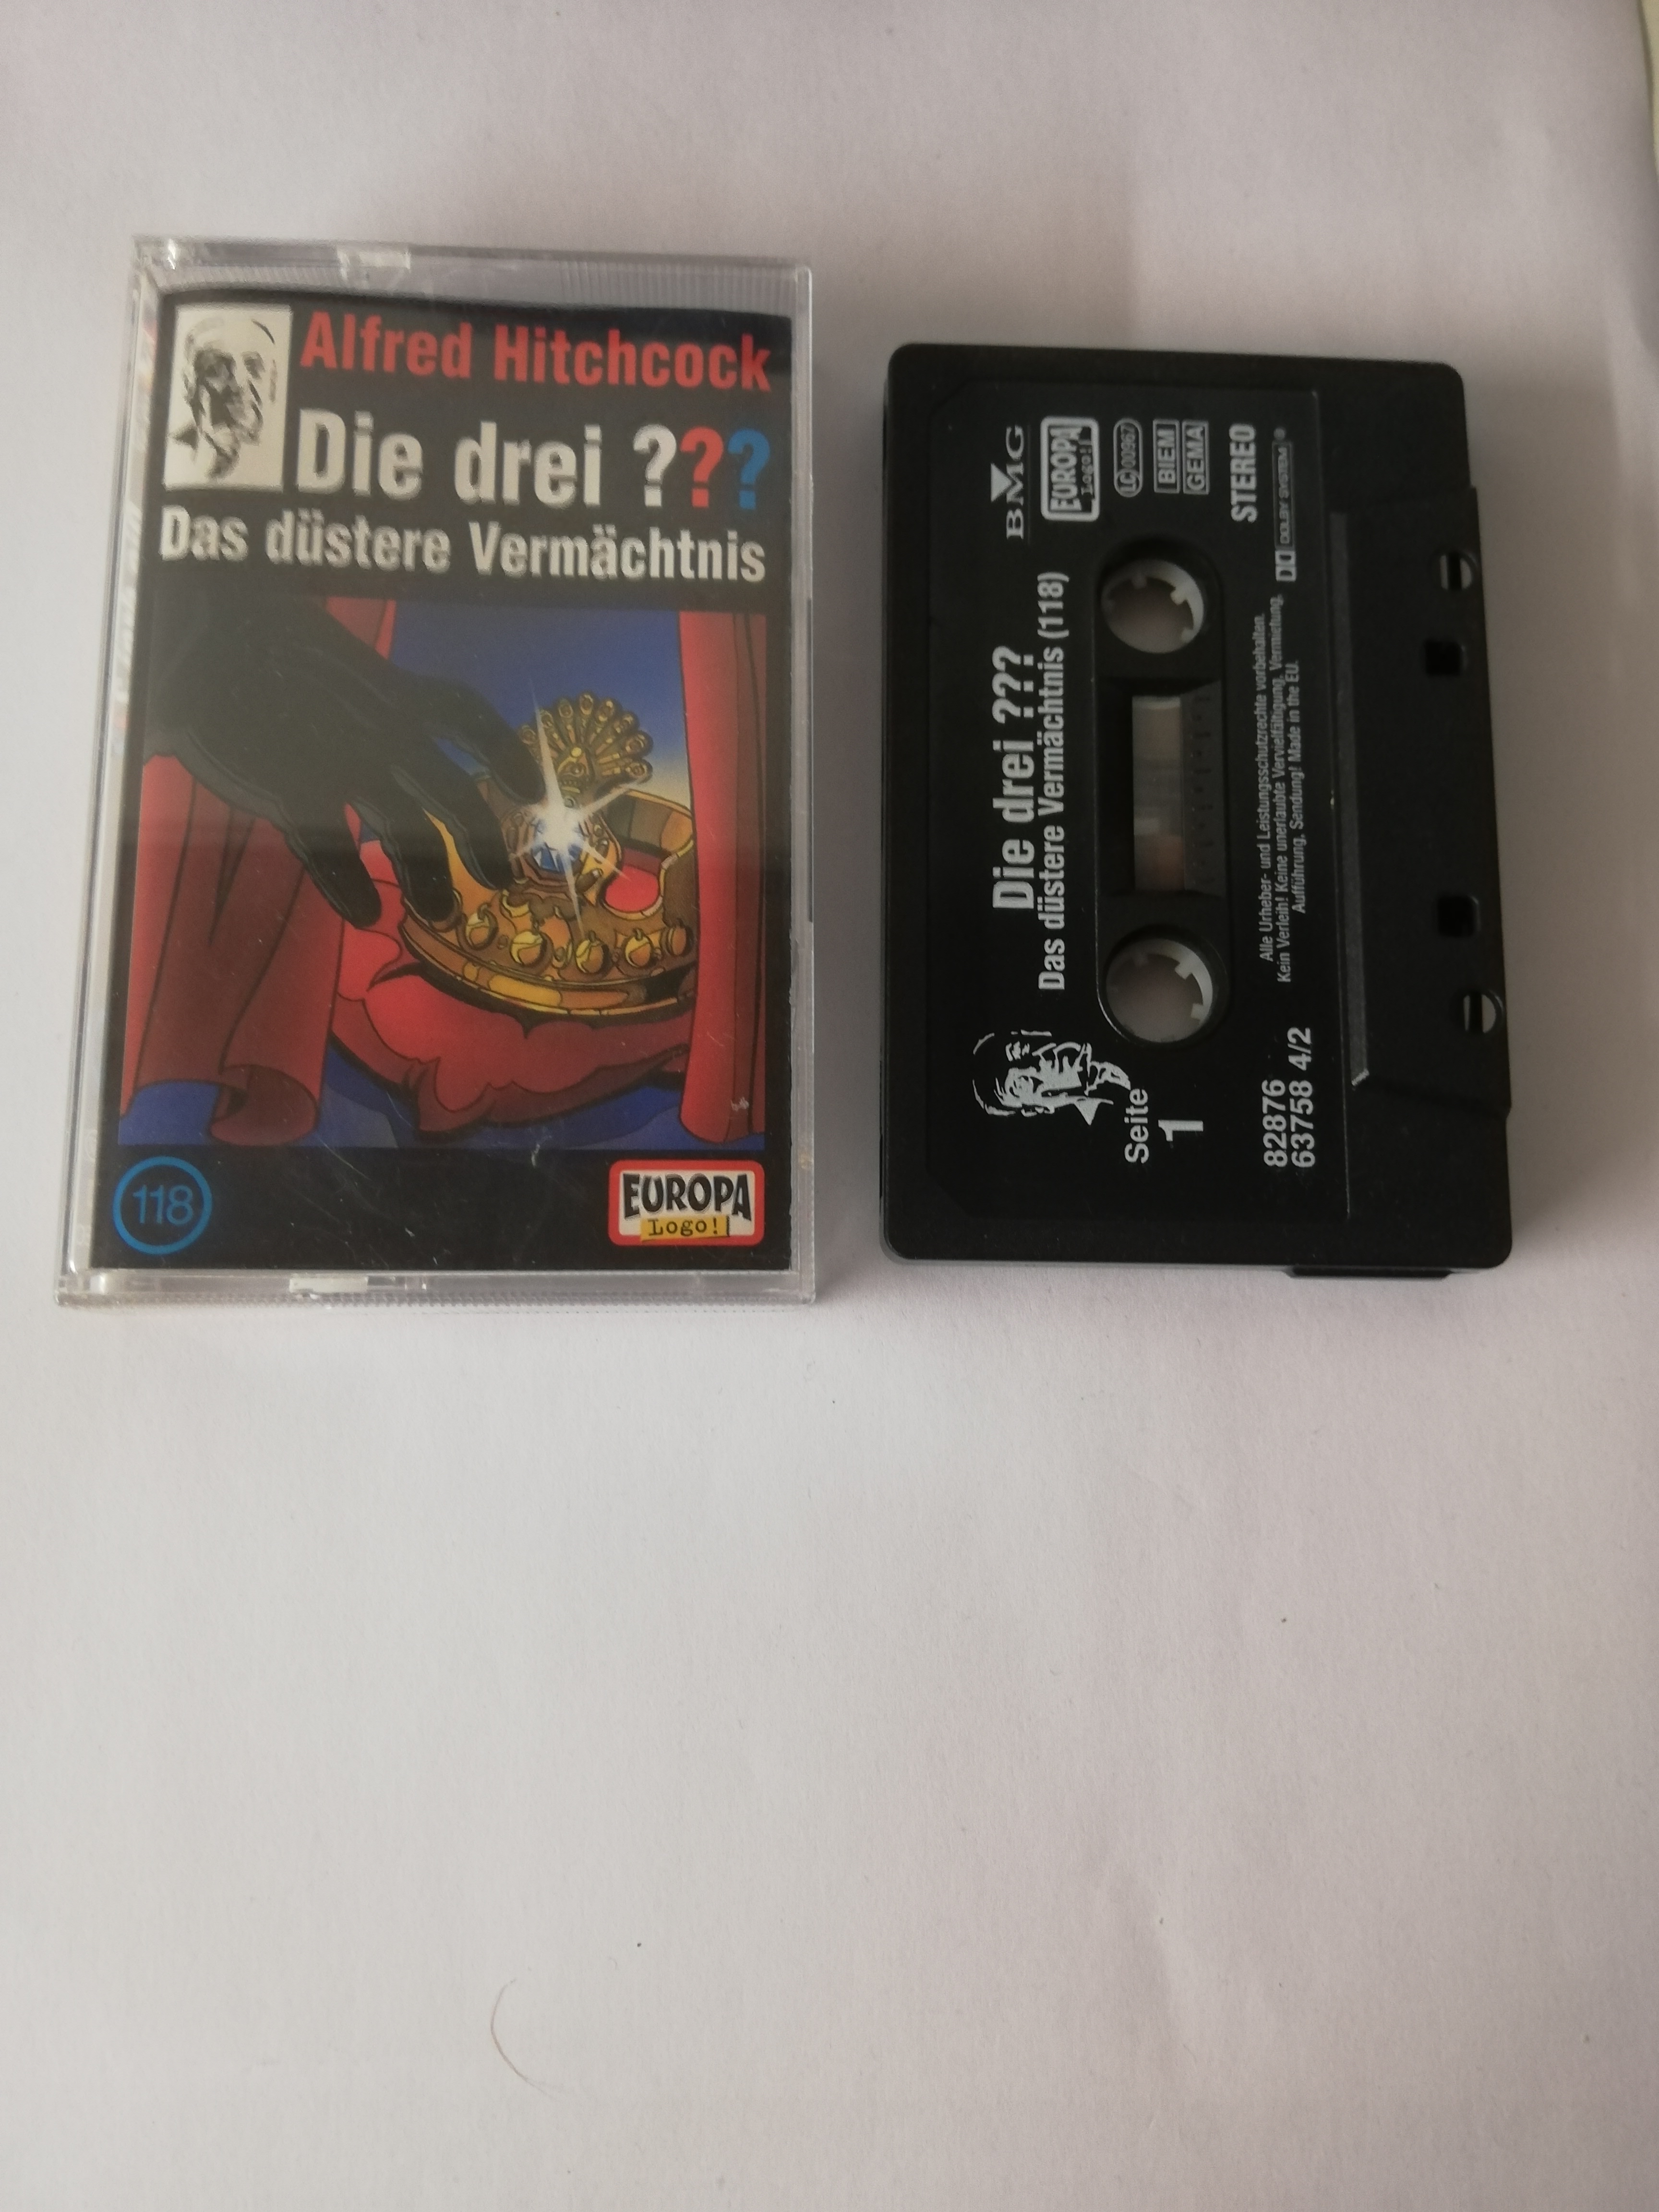 Alfred Hitchcock
Die drei ???
Das düstere Vermächtnis
118
EUROPA
Logo!
BMG
EUROPA
Logo!
LC 00967
BIEM
GEMA
STEREO
DOLBY SYSTEM®
Die drei ???
Das düstere Vermächtnis (118)
Alle Urheber- und Leistungsschutzrechte vorbehalten.
Kein Verleih! Keine unerlaubte Vervielfältigung, Vermietung,
Aufführung, Sendung! Made in the EU.
Seite
1
82876
63758 4/2